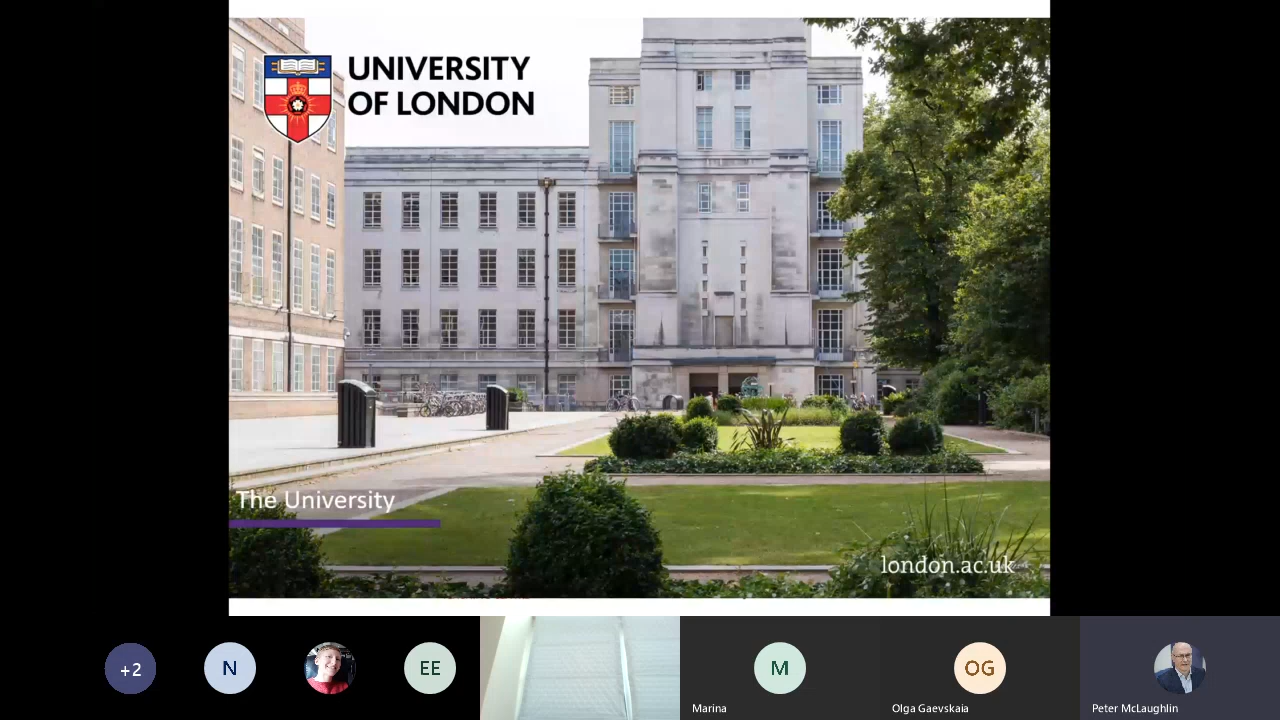 UNIVERSITY
OF LONDON
The University
london.ac.uk
+2
N
EE
M
OG
Marina
Olga Gaevskaia
Peter McLaughlin